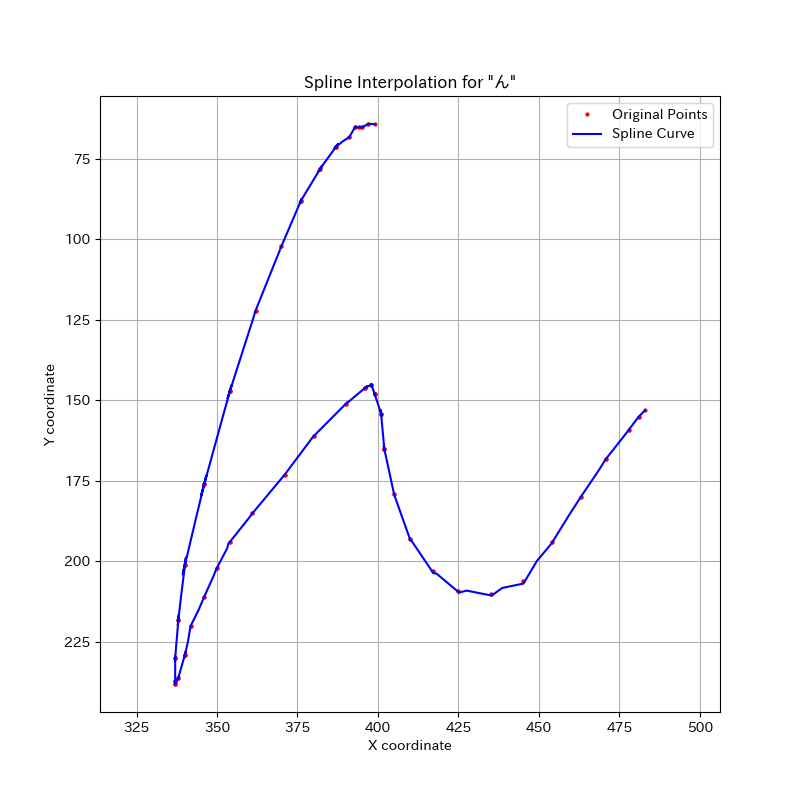 Spline Interpolation for "ん"
Original Points
Spline Curve
75
100
125
150
175
200
225
Y coordinate
325 350 375 400 425 450 475 500
X coordinate